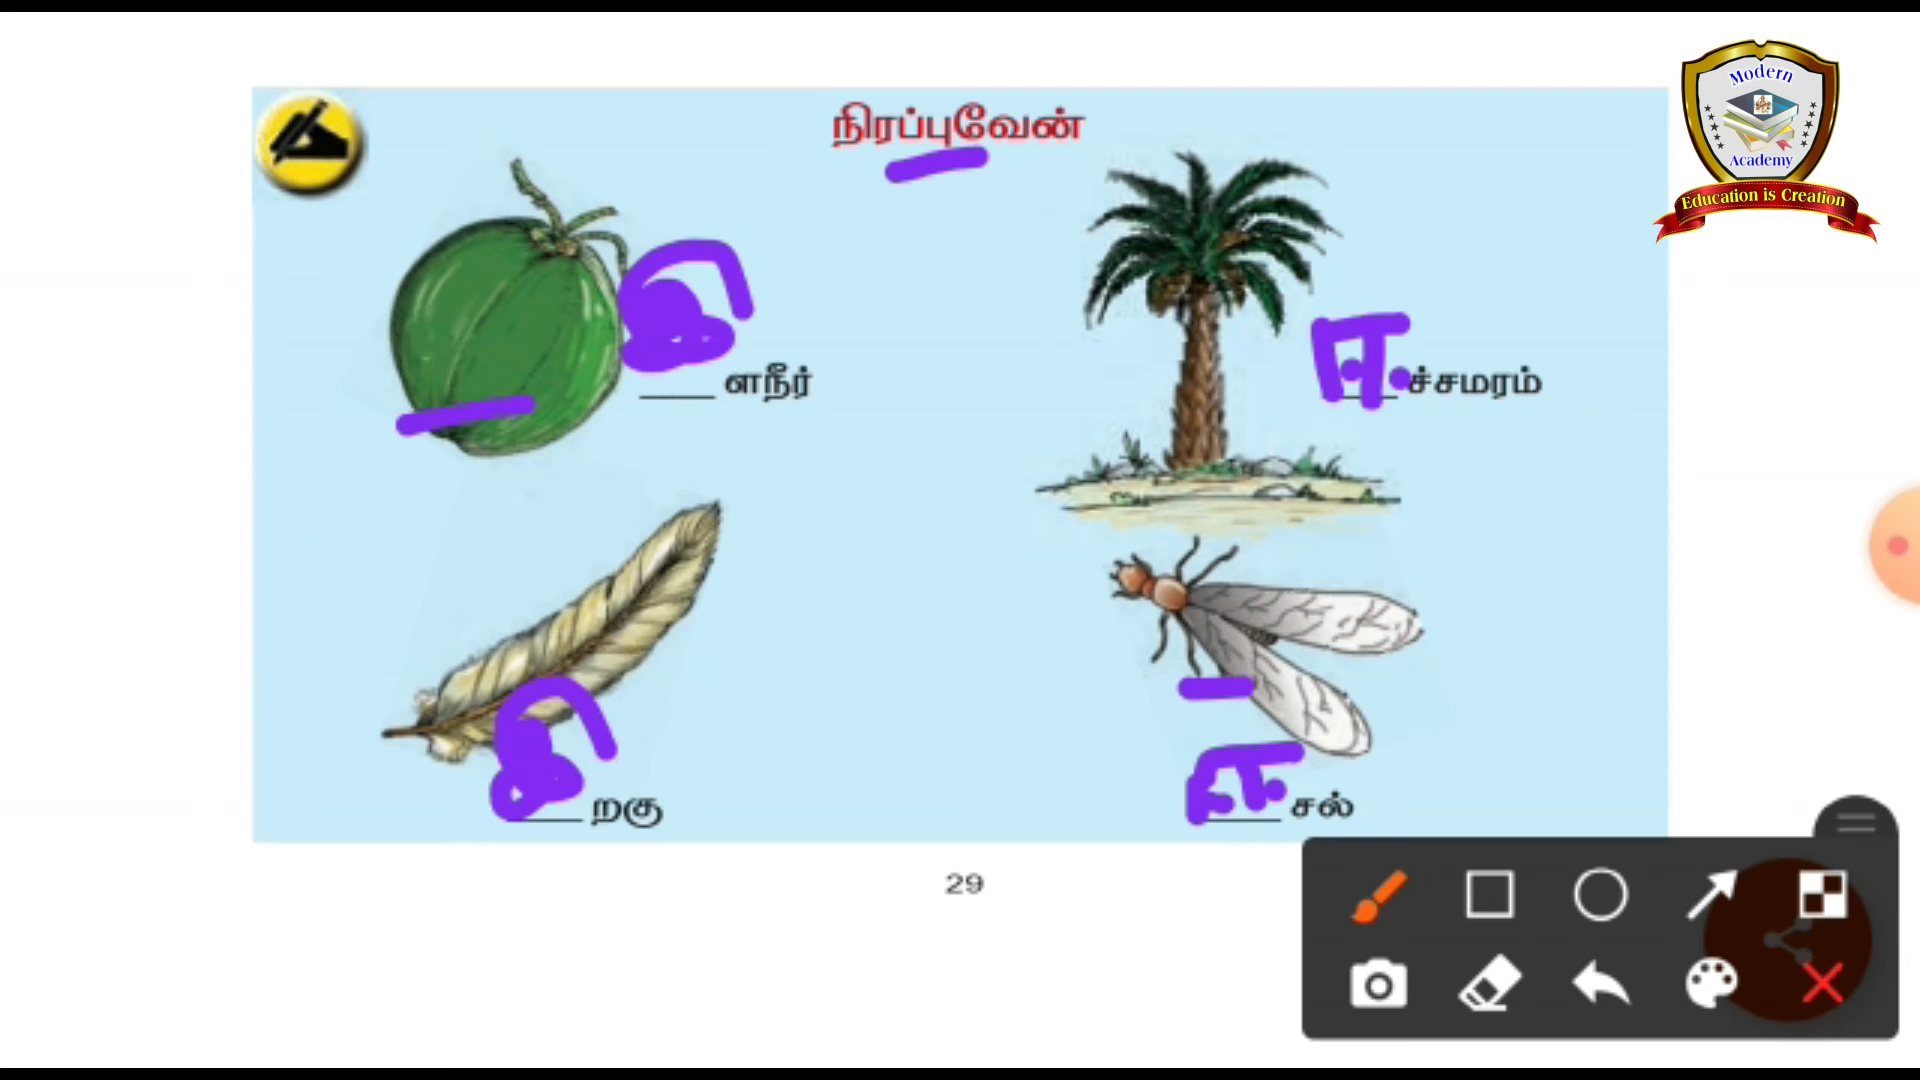 Modern
Academy
Education is Creation
நிரப்புவேன்
இ ளநீர்
ஈ ச்சமரம்
இ றகு
ஈ சல்
29